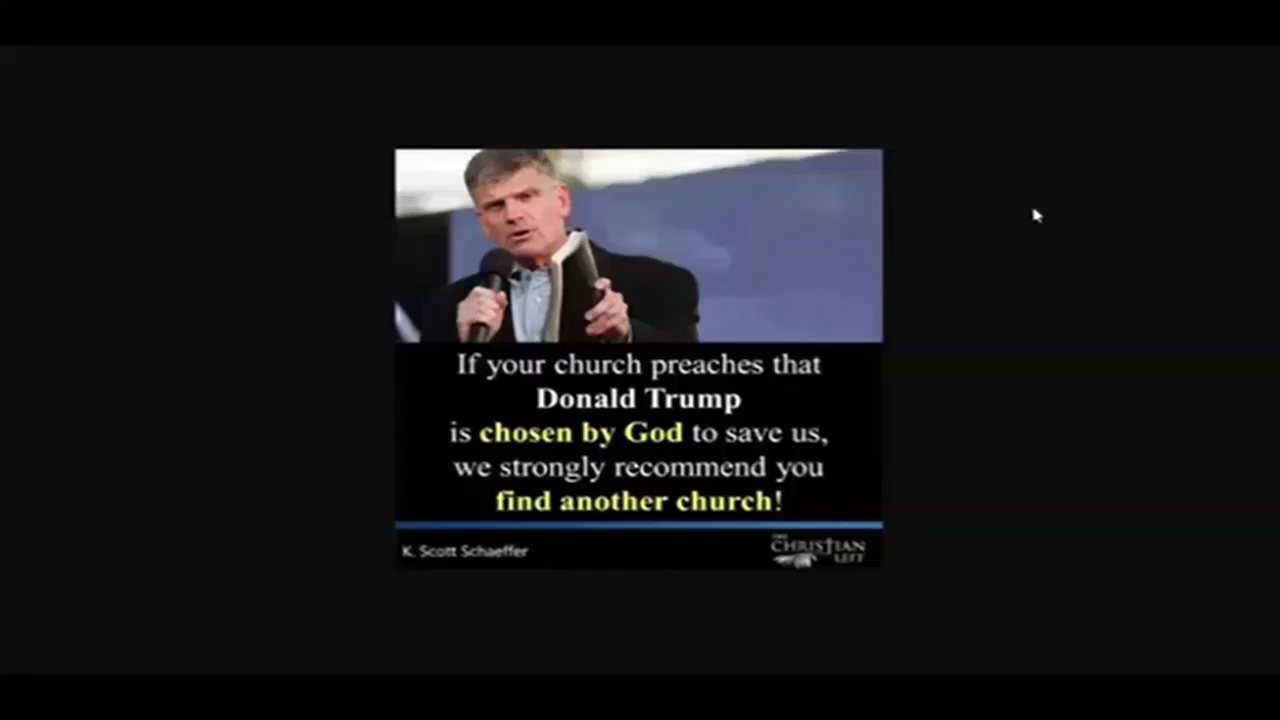 If your church preaches that
Donald Trump
is chosen by God to save us,
we strongly recommend you
find another church!
K. Scott Schaeffer
THE
CHRISTIAN
LEFT